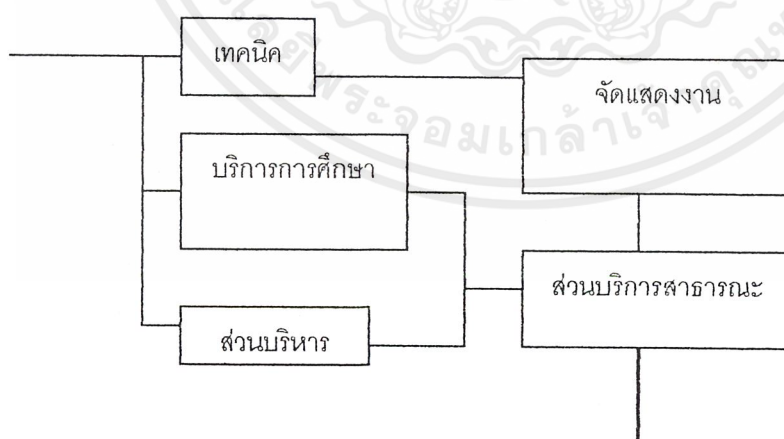 เทคนิค
จัดแสดงงาน
บริการการศึกษา
ส่วนบริการสาธารณะ
ส่วนบริหาร